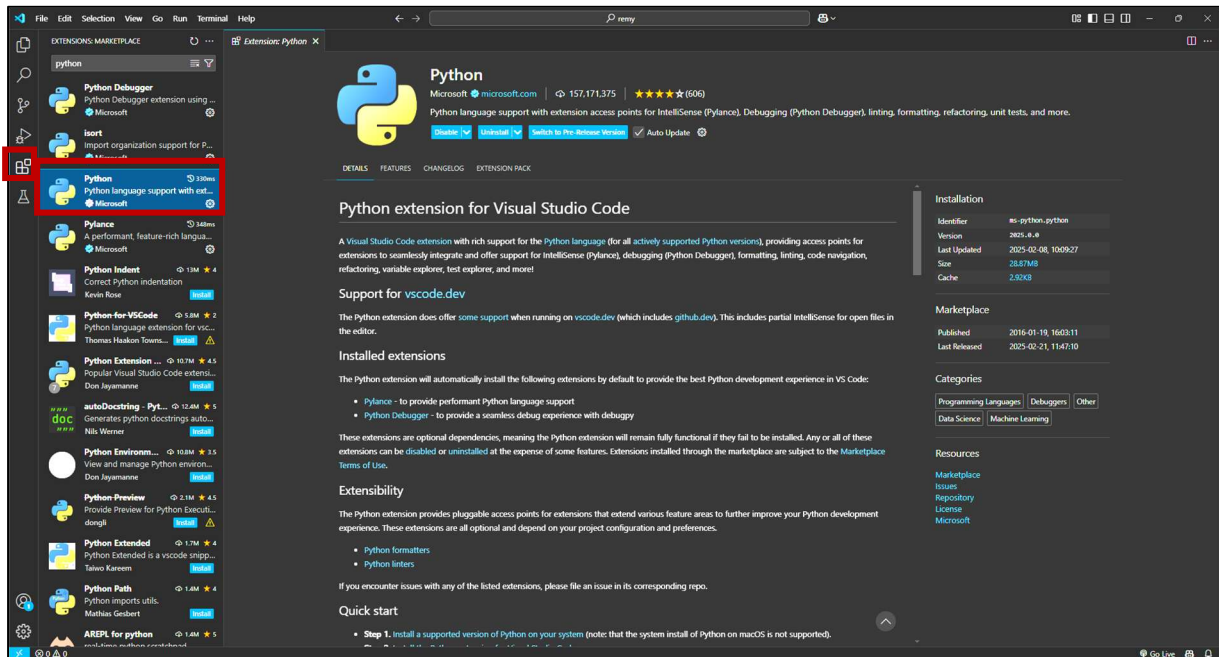 File Edit Selection View Go Run Terminal Help
remy
EXTENSIONS: MARKETPLACE
python
Python Debugger
Python Debugger extension using ...
Microsoft
isort
Import organization support for P...
Microsoft
Python 330ms
Python language support with ext...
Microsoft
Pylance 348ms
A performant, feature-rich langua...
Microsoft
Python Indent 13M 4
Correct Python indentation
Kevin Rose Install
Python for VSCode 5.8M 2
Python language extension for vsc...
Thomas Haakon Towns... Install
Python Extension ... 10.7M 4.5
Popular Visual Studio Code extensi...
Don Jayamanne Install
7
autoDocstring - Pyt... 12.4M 5
Generates python docstrings auto...
Nils Werner Install
doc
Python Environm... 10.8M 3.5
View and manage Python environ...
Don Jayamanne Install
Python Preview 2.1M 4.5
Provide Preview for Python Executi...
dongli Install
Python Extended 1.7M 4
Python Extended is a vscode snipp...
Taiwo Kareem Install
Python Path 1.4M 4
Python imports utils.
Mathias Gesbert Install
AREPL for python 1.4M 5
real-time python scratchpad
0 0 0
Extension: Python
Python
Microsoft microsoft.com 157,171,375 (606)
Python language support with extension access points for IntelliSense (Pylance), Debugging (Python Debugger), linting, formatting, refactoring, unit tests, and more.
Disable Uninstall Switch to Pre-Release Version Auto Update
DETAILS FEATURES CHANGELOG EXTENSION PACK
Python extension for Visual Studio Code
A Visual Studio Code extension with rich support for the Python language (for all actively supported Python versions), providing access points for
extensions to seamlessly integrate and offer support for IntelliSense (Pylance), debugging (Python Debugger), formatting, linting, code navigation,
refactoring, variable explorer, test explorer, and more!
Support for vscode.dev
The Python extension does offer some support when running on vscode.dev (which includes github.dev). This includes partial IntelliSense for open files in
the editor.
Installed extensions
The Python extension will automatically install the following extensions by default to provide the best Python development experience in VS Code:
• Pylance - to provide performant Python language support
• Python Debugger - to provide a seamless debug experience with debugpy
These extensions are optional dependencies, meaning the Python extension will remain fully functional if they fail to be installed. Any or all of these
extensions can be disabled or uninstalled at the expense of some features. Extensions installed through the marketplace are subject to the Marketplace
Terms of Use.
Extensibility
The Python extension provides pluggable access points for extensions that extend various feature areas to further improve your Python development
experience. These extensions are all optional and depend on your project configuration and preferences.
• Python formatters
• Python linters
If you encounter issues with any of the listed extensions, please file an issue in its corresponding repo.
Quick start
• Step 1. Install a supported version of Python on your system (note: that the system install of Python on macOS is not supported).
Installation
Identifier ms-python.python
Version 2025.0.0
Last Updated 2025-02-08, 10:09:27
Size 28.87MB
Cache 2.92KB
Marketplace
Published 2016-01-19, 16:03:11
Last Released 2025-02-21, 11:47:10
Categories
Programming Languages Debuggers Other
Data Science Machine Learning
Resources
Marketplace
Issues
Repository
License
Microsoft
Go Live